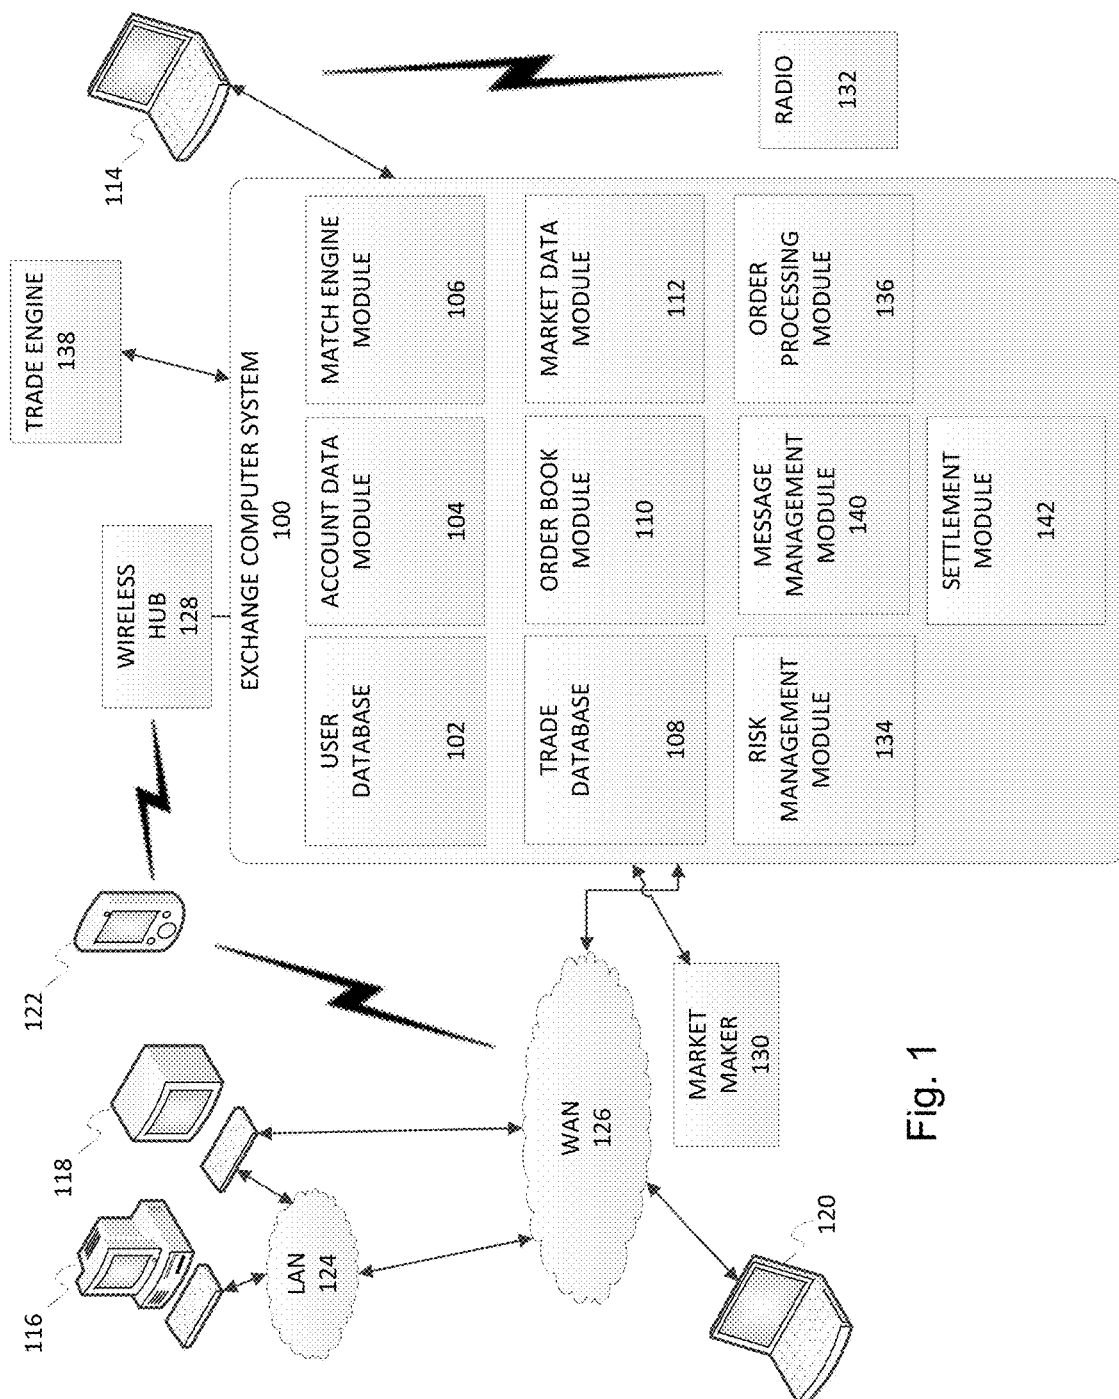 TRADE ENGINE
138
114
WIRELESS
HUB
128
122
118
116
EXCHANGE COMPUTER SYSTEM
100
USER
DATABASE
102
ACCOUNT DATA
MODULE
104
MATCH ENGINE
MODULE
106
TRADE
DATABASE
108
ORDER BOOK
MODULE
110
MARKET DATA
MODULE
112
RISK
MANAGEMENT
MODULE
134
MESSAGE
MANAGEMENT
MODULE
140
ORDER
PROCESSING
MODULE
136
SETTLEMENT
MODULE
142
LAN
124
WAN
126
MARKET
MAKER
130
RADIO
132
120
Fig. 1